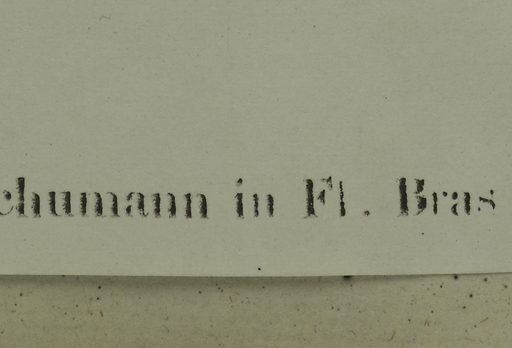 chumann in Fl. Bras